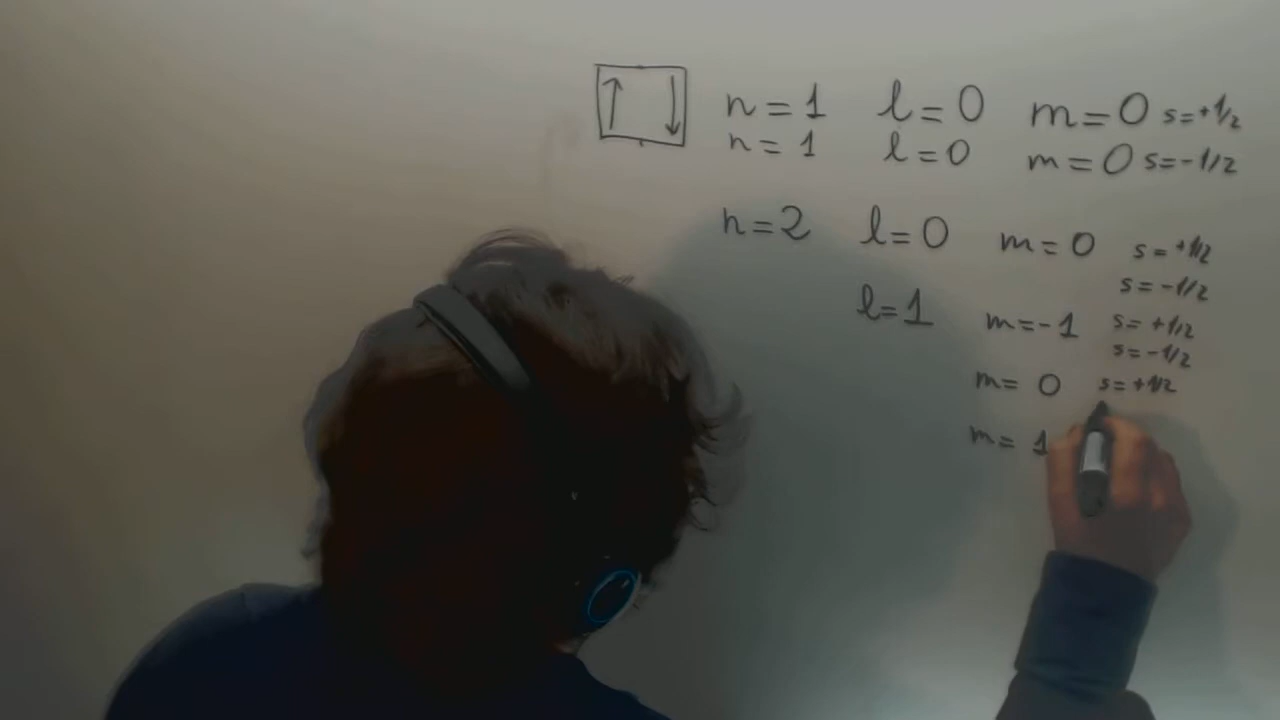 n=1 l=0 m=0 s=+1/2
n=1 l=0 m=0 s=-1/2
n=2 l=0 m=0 s=+1/2
s=-1/2
l=1 m=-1 s=+1/2
s=-1/2
m=0 s=+1/2
m=1